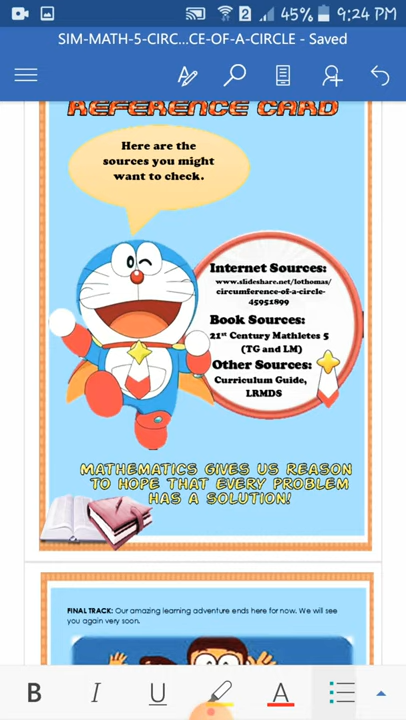 2 45% 9:24 PM
SIM-MATH-5-CIRC...CE-OF-A-CIRCLE - Saved
REFERENCE CARD
Here are the
sources you might
want to check.
Internet Sources:
www.slideshare.net/lothomas/
circumference-of-a-circle-
45951899
Book Sources:
21st Century Mathletes 5
(TG and LM)
Other Sources:
Curriculum Guide,
LRMDS
MATHEMATICS GIVES US REASON
TO HOPE THAT EVERY PROBLEM
HAS A SOLUTION!
FINAL TRACK: Our amazing learning adventure ends here for now. We will see
you again very soon.
B I U A